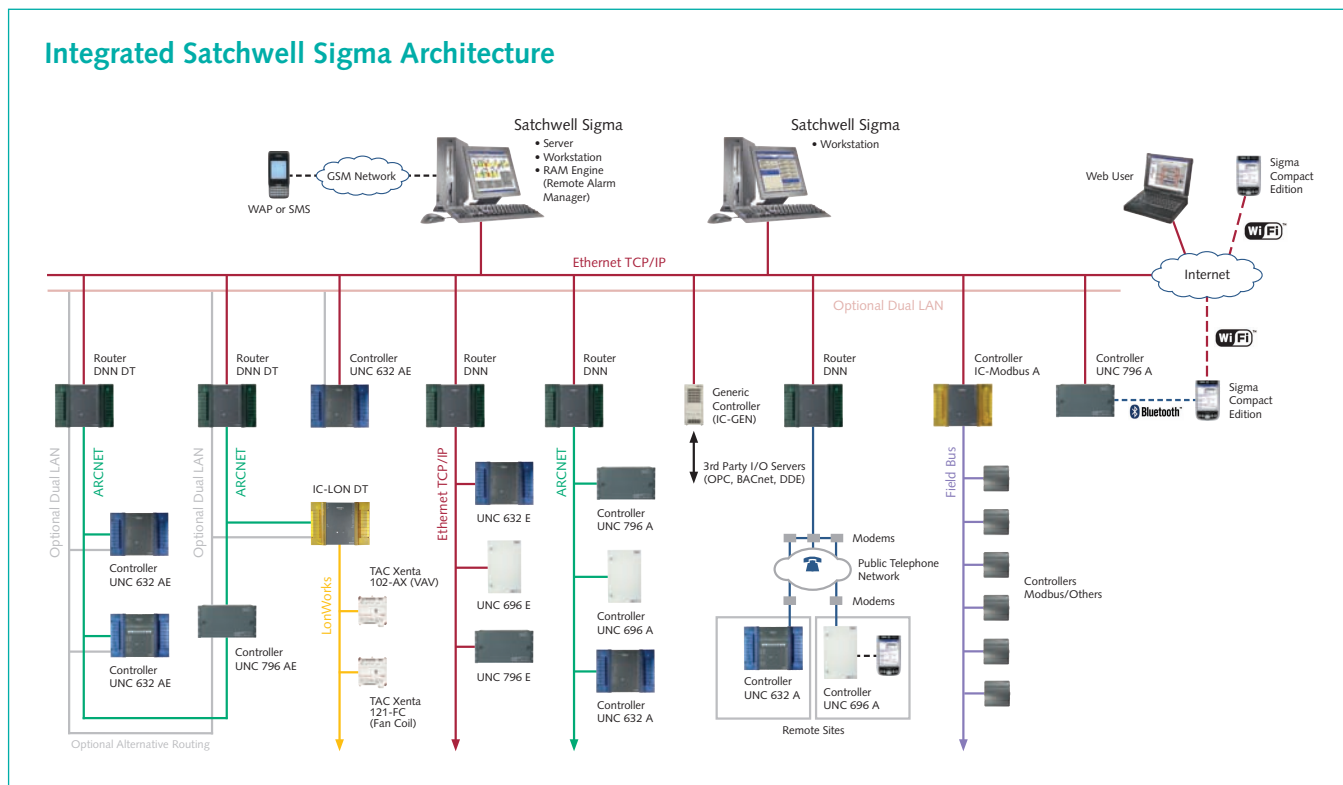 Integrated Satchwell Sigma Architecture
Satchwell Sigma
• Server
• Workstation
• RAM Engine
(Remote Alarm
Manager)
Satchwell Sigma
• Workstation
GSM Network
WAP or SMS
Web User
Sigma
Compact
Edition
WiFi™
Ethernet TCP/IP
Internet
Optional Dual LAN
WiFi™
Router
DNN DT
Router
DNN DT
Controller
UNC 632 AE
Router
DNN
Router
DNN
Generic
Controller
(IC-GEN)
Router
DNN
Controller
IC-Modbus A
Controller
UNC 796 A
Bluetooth™
Sigma
Compact
Edition
3rd Party I/O Servers
(OPC, BACnet, DDE)
Optional Dual LAN
ARCNET
Optional Dual LAN
ARCNET
IC-LON DT
Ethernet TCP/IP
ARCNET
Field Bus
UNC 632 E
Controller
UNC 796 A
Controller
UNC 632 AE
Modems
Public Telephone
Network
Modems
LonWorks
TAC Xenta
102-AX (VAV)
UNC 696 E
Controller
UNC 696 A
Controllers
Modbus/Others
Controller
UNC 632 AE
Controller
UNC 796 AE
TAC Xenta
121-FC
(Fan Coil)
UNC 796 E
Controller
UNC 632 A
Controller
UNC 632 A
Controller
UNC 696 A
Remote Sites
Optional Alternative Routing